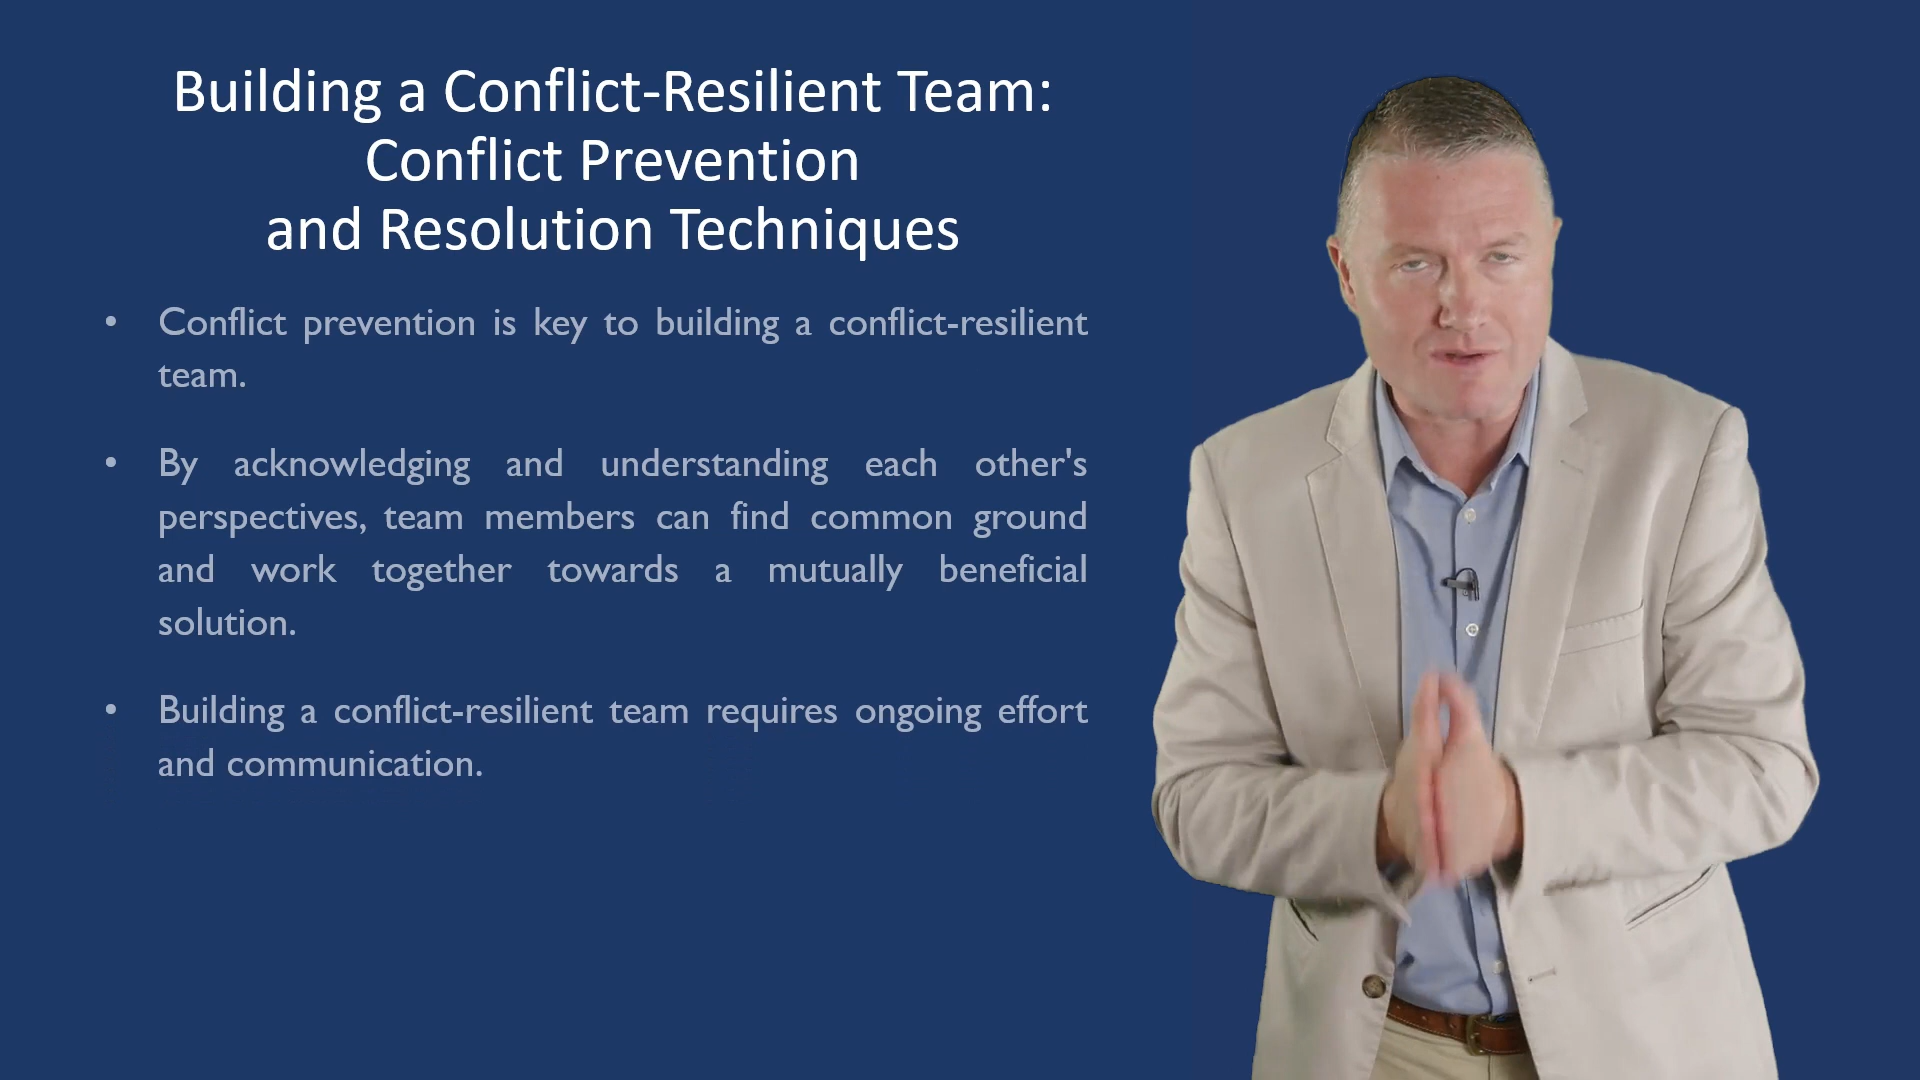 Building a Conflict-Resilient Team:
Conflict Prevention
and Resolution Techniques
• Conflict prevention is key to building a conflict-resilient
team.
• By acknowledging and understanding each other's
perspectives, team members can find common ground
and work together towards a mutually beneficial
solution.
• Building a conflict-resilient team requires ongoing effort
and communication.